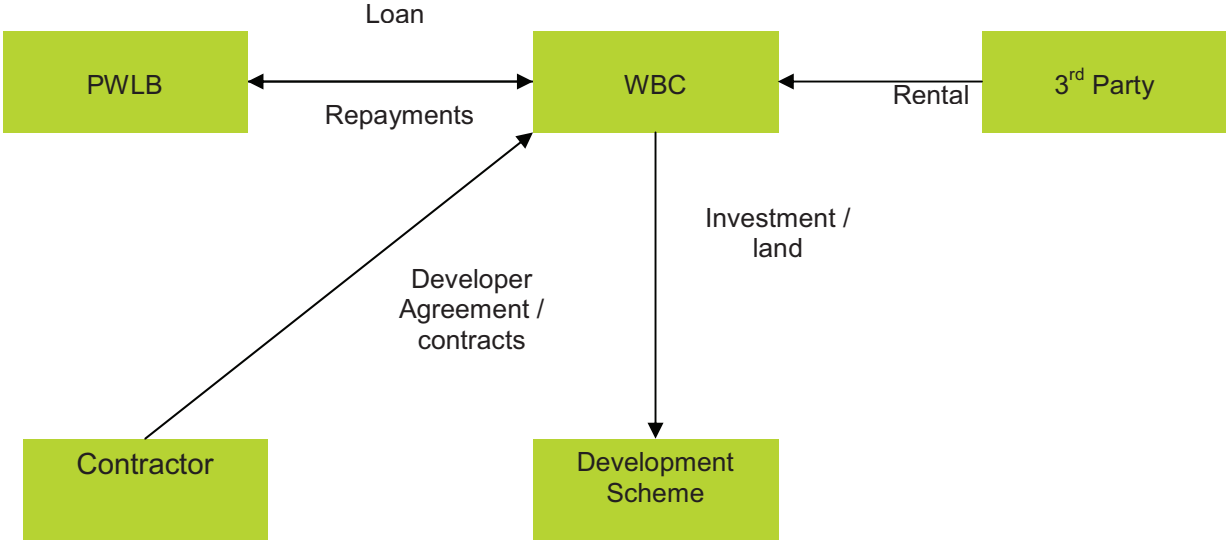 Loan
PWLB
WBC
3rd Party
Rental
Repayments
Investment /
land
Developer
Agreement /
contracts
Contractor
Development
Scheme